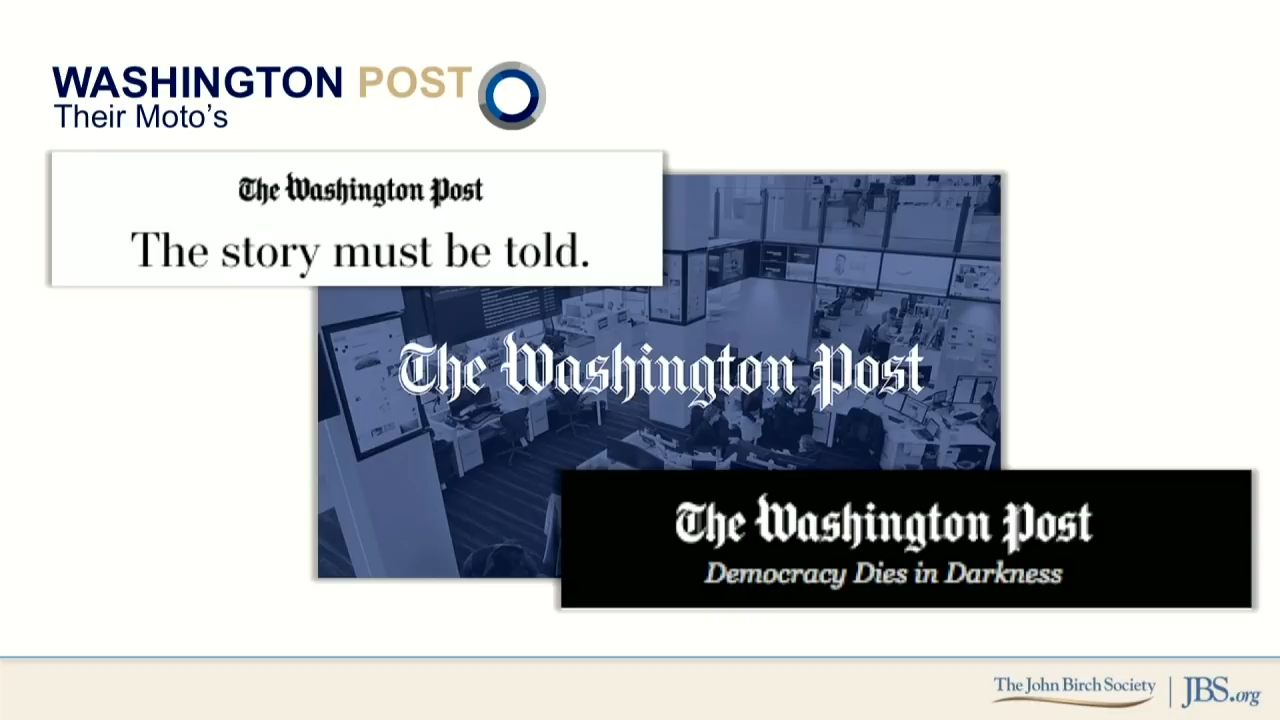 WASHINGTON POST
Their Moto's
The Washington Post
The story must be told.
The Washington Post
The Washington Post
Democracy Dies in Darkness
The John Birch Society | JBS.org